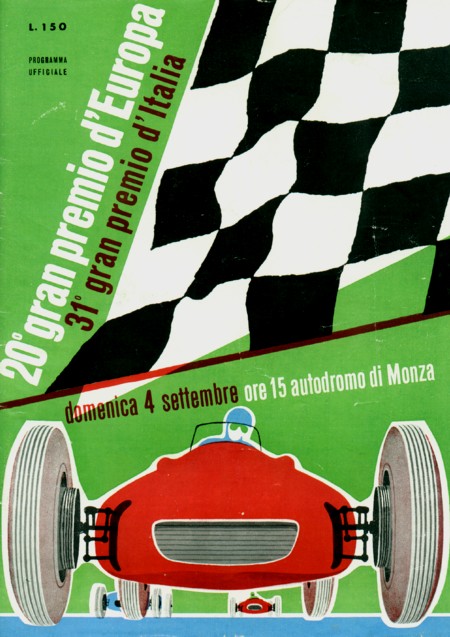 L. 150
PROGRAMMA
UFFICIALE
20° gran premio d'Europa
31° gran premio d'Italia
domenica 4 settembre ore 15 autodromo di Monza